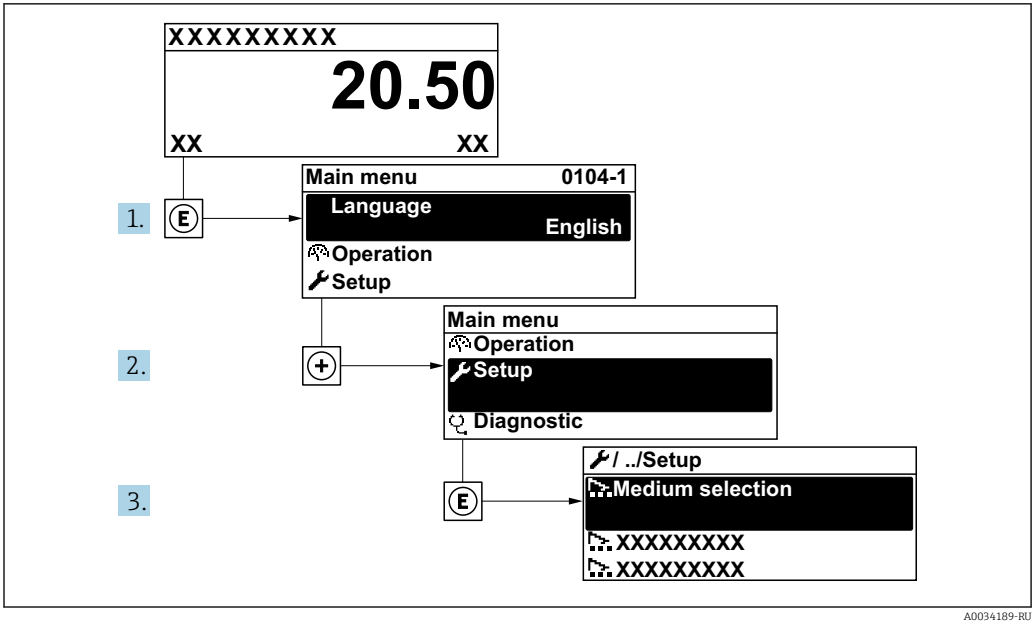 XXXXXXXXX
20.50
XX XX
Main menu 0104-1
Language
English
Operation
Setup
1. E
Main menu
Operation
Setup
Diagnostic
2. +
/ ../Setup
Medium selection
XXXXXXXXX
XXXXXXXXX
3. E
A0034189-RU